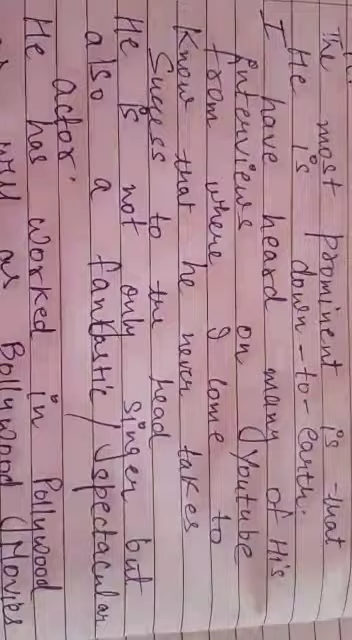 The most prominent is that
He is down-to-earth.
I have heard many of His
interviews on Youtube
from where I come to
Know that he never takes
Success to the head
He is not only singer but
also a fantastic / spectacular
actor.
He has worked in Pollywood
as well as Bollywood Movies